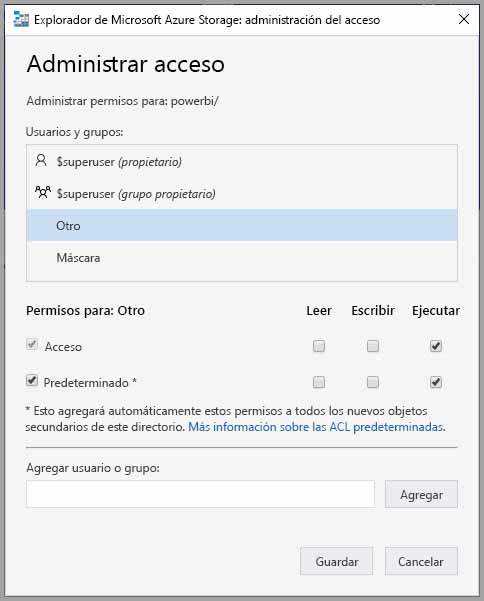 Explorador de Microsoft Azure Storage: administración del acceso
Administrar acceso
Administrar permisos para: powerbi/
Usuarios y grupos:
$superuser (propietario)
$superuser (grupo propietario)
Otro
Máscara
Permisos para: Otro Leer Escribir Ejecutar
Acceso
Predeterminado *
* Esto agregará automáticamente estos permisos a todos los nuevos objetos
secundarios de este directorio. Más información sobre las ACL predeterminadas.
Agregar usuario o grupo:
Agregar
Guardar Cancelar